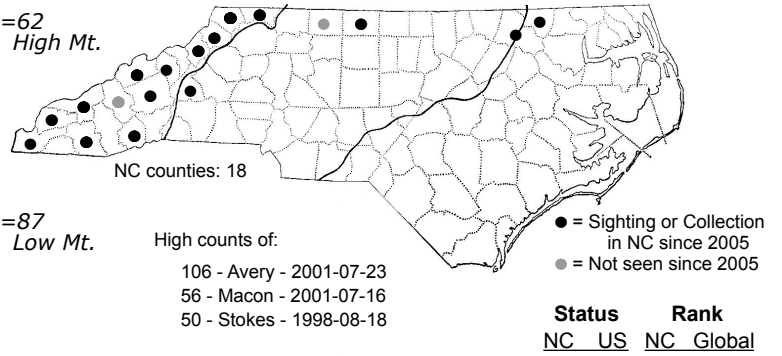 =62
High Mt.
NC counties: 18
=87
Low Mt.
High counts of:
106 - Avery - 2001-07-23
56 - Macon - 2001-07-16
50 - Stokes - 1998-08-18
= Sighting or Collection
in NC since 2005
= Not seen since 2005
Status Rank
NC US NC Global